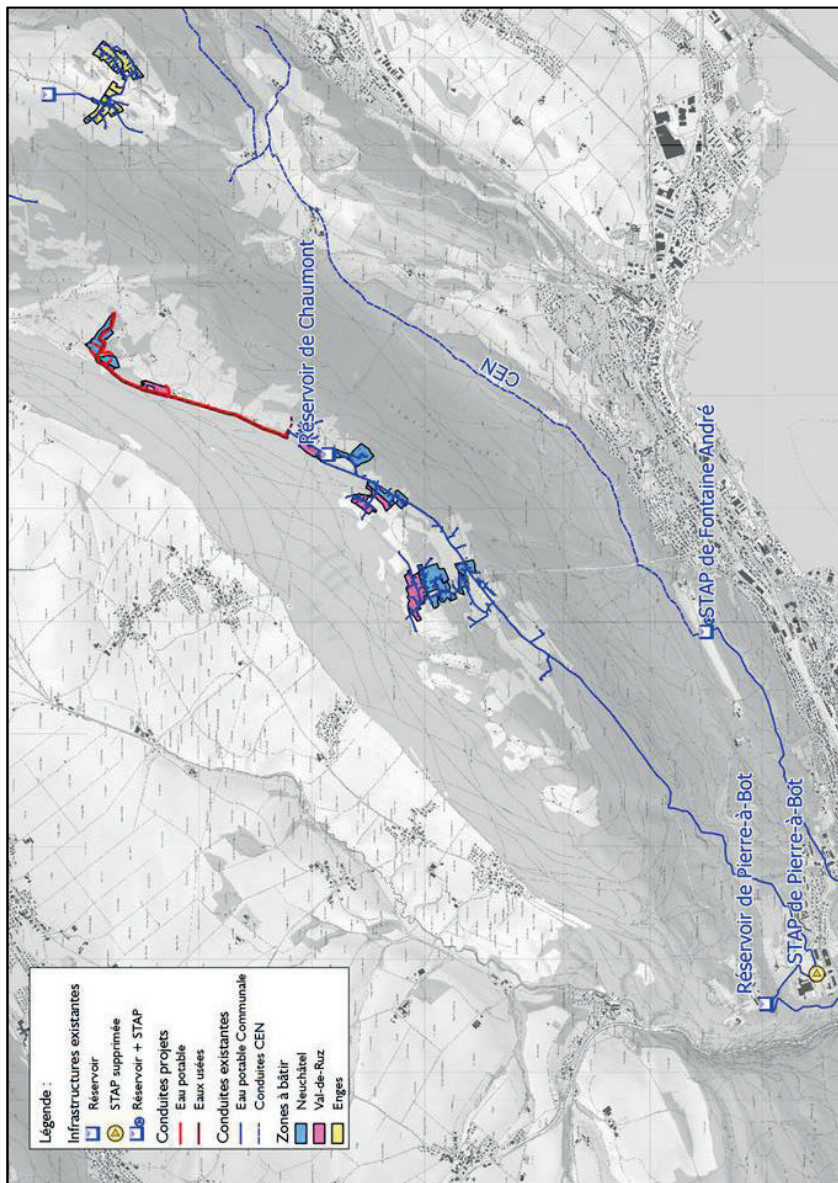 Légende :
Infrastructures existantes
Réservoir
STAP supprimée
Réservoir + STAP
Conduites projets
Eau potable
Eaux usées
Conduites existantes
Eau potable Communale
Conduites CEN
Zones à bâtir
Neuchâtel
Val-de-Ruz
Enges
Réservoir de Chaumont
CEN
STAP de Fontaine André
Réservoir de Pierre-à-Bot
STAP de Pierre-à-Bot